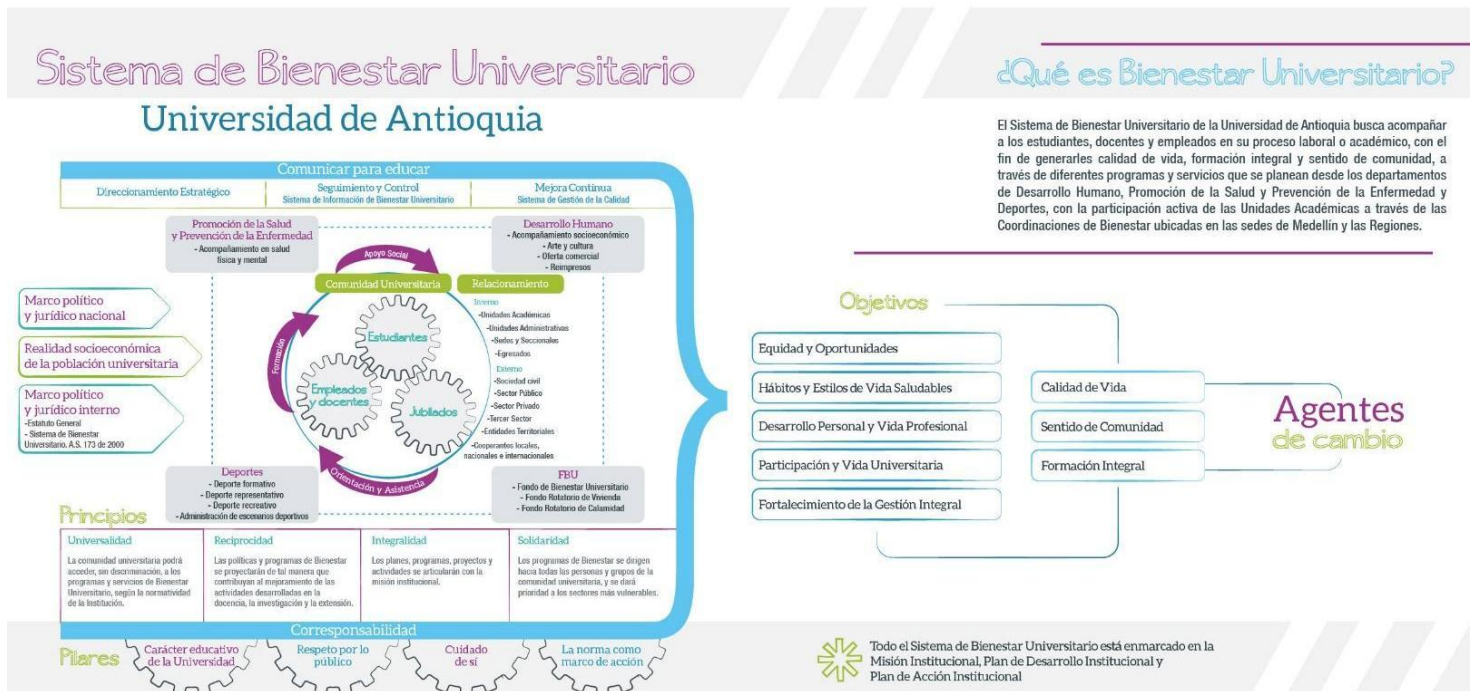 Sistema de Bienestar Universitario
Universidad de Antioquia
Comunicar para educar
Direccionamiento Estratégico
Seguimiento y Control
Sistema de Información de Bienestar Universitario
Mejora Continua
Sistema de Gestión de la Calidad
Promoción de la Salud
y Prevención de la Enfermedad
- Acompañamiento en salud
física y mental
Desarrollo Humano
- Acompañamiento socioeconómico
- Arte y cultura
- Oferta comercial
- Reimpresos
Apoyo Social
Formación
Orientación y Asistencia
Comunidad Universitaria
Estudiantes
Empleados
y docentes
Jubilados
Relacionamiento
Interno
-Unidades Académicas
-Unidades Administrativas
-Sedes y Seccionales
-Egresados
Externo
-Sociedad civil
-Sector Público
-Sector Privado
-Tercer Sector
-Entidades Territoriales
-Cooperantes locales,
nacionales e internacionales
Marco político
y jurídico nacional
Realidad socioeconómica
de la población universitaria
Marco político
y jurídico interno
-Estatuto General
- Sistema de Bienestar
Universitario. A.S. 173 de 2000
Deportes
- Deporte formativo
- Deporte representativo
- Deporte recreativo
- Administración de escenarios deportivos
FBU
- Fondo de Bienestar Universitario
- Fondo Rotatorio de Vivienda
- Fondo Rotatorio de Calamidad
Principios
Universalidad
La comunidad universitaria podrá
acceder, sin discriminación, a los
programas y servicios de Bienestar
Universitario, según la normatividad
de la Institución.
Reciprocidad
Las políticas y programas de Bienestar
se proyectarán de tal manera que
contribuyan al mejoramiento de las
actividades desarrolladas en la
docencia, la investigación y la extensión.
Integralidad
Los planes, programas, proyectos y
actividades se articularán con la
misión institucional.
Solidaridad
Los programas de Bienestar se dirigen
hacia todas las personas y grupos de la
comunidad universitaria, y se dará
prioridad a los sectores más vulnerables.
Corresponsabilidad
Pilares
Carácter educativo
de la Universidad
Respeto por lo
público
Cuidado
de sí
La norma como
marco de acción
¿Qué es Bienestar Universitario?
El Sistema de Bienestar Universitario de la Universidad de Antioquia busca acompañar
a los estudiantes, docentes y empleados en su proceso laboral o académico, con el
fin de generarles calidad de vida, formación integral y sentido de comunidad, a
través de diferentes programas y servicios que se planean desde los departamentos
de Desarrollo Humano, Promoción de la Salud y Prevención de la Enfermedad y
Deportes, con la participación activa de las Unidades Académicas a través de las
Coordinaciones de Bienestar ubicadas en las sedes de Medellín y las Regiones.
Objetivos
Equidad y Oportunidades
Hábitos y Estilos de Vida Saludables
Desarrollo Personal y Vida Profesional
Participación y Vida Universitaria
Fortalecimiento de la Gestión Integral
Calidad de Vida
Sentido de Comunidad
Formación Integral
Agentes
de cambio
Todo el Sistema de Bienestar Universitario está enmarcado en la
Misión Institucional, Plan de Desarrollo Institucional y
Plan de Acción Institucional